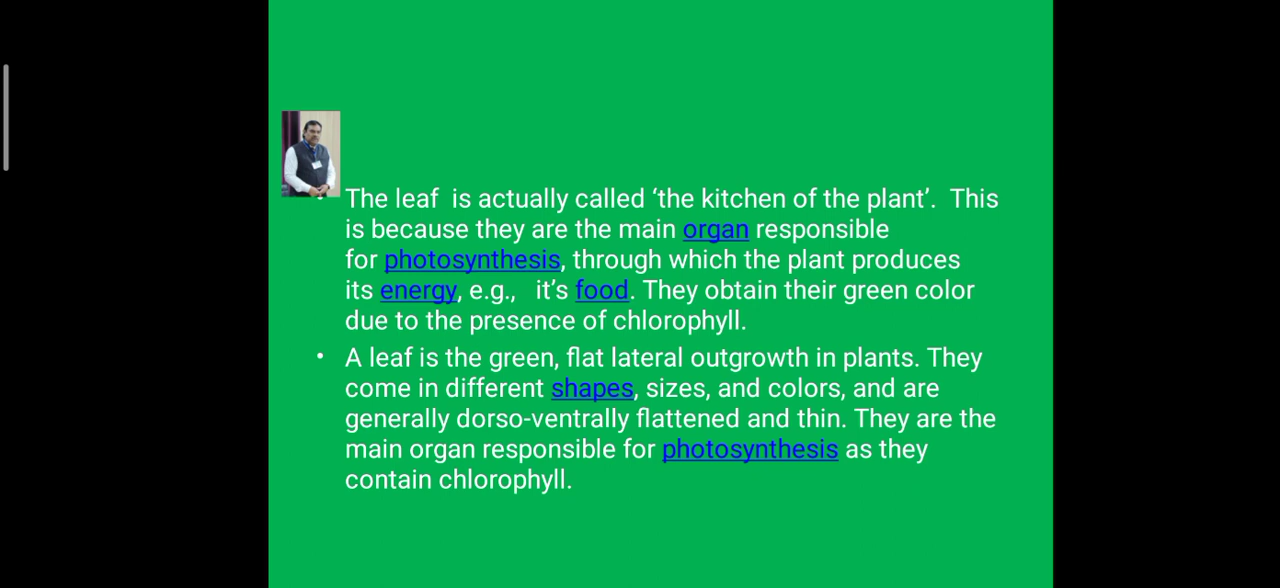 • The leaf  is actually called ‘the kitchen of the plant’.  This
is because they are the main organ responsible
for photosynthesis, through which the plant produces
its energy, e.g.,   it’s food. They obtain their green color
due to the presence of chlorophyll.
• A leaf is the green, flat lateral outgrowth in plants. They
come in different shapes, sizes, and colors, and are
generally dorso-ventrally flattened and thin. They are the
main organ responsible for photosynthesis as they
contain chlorophyll.